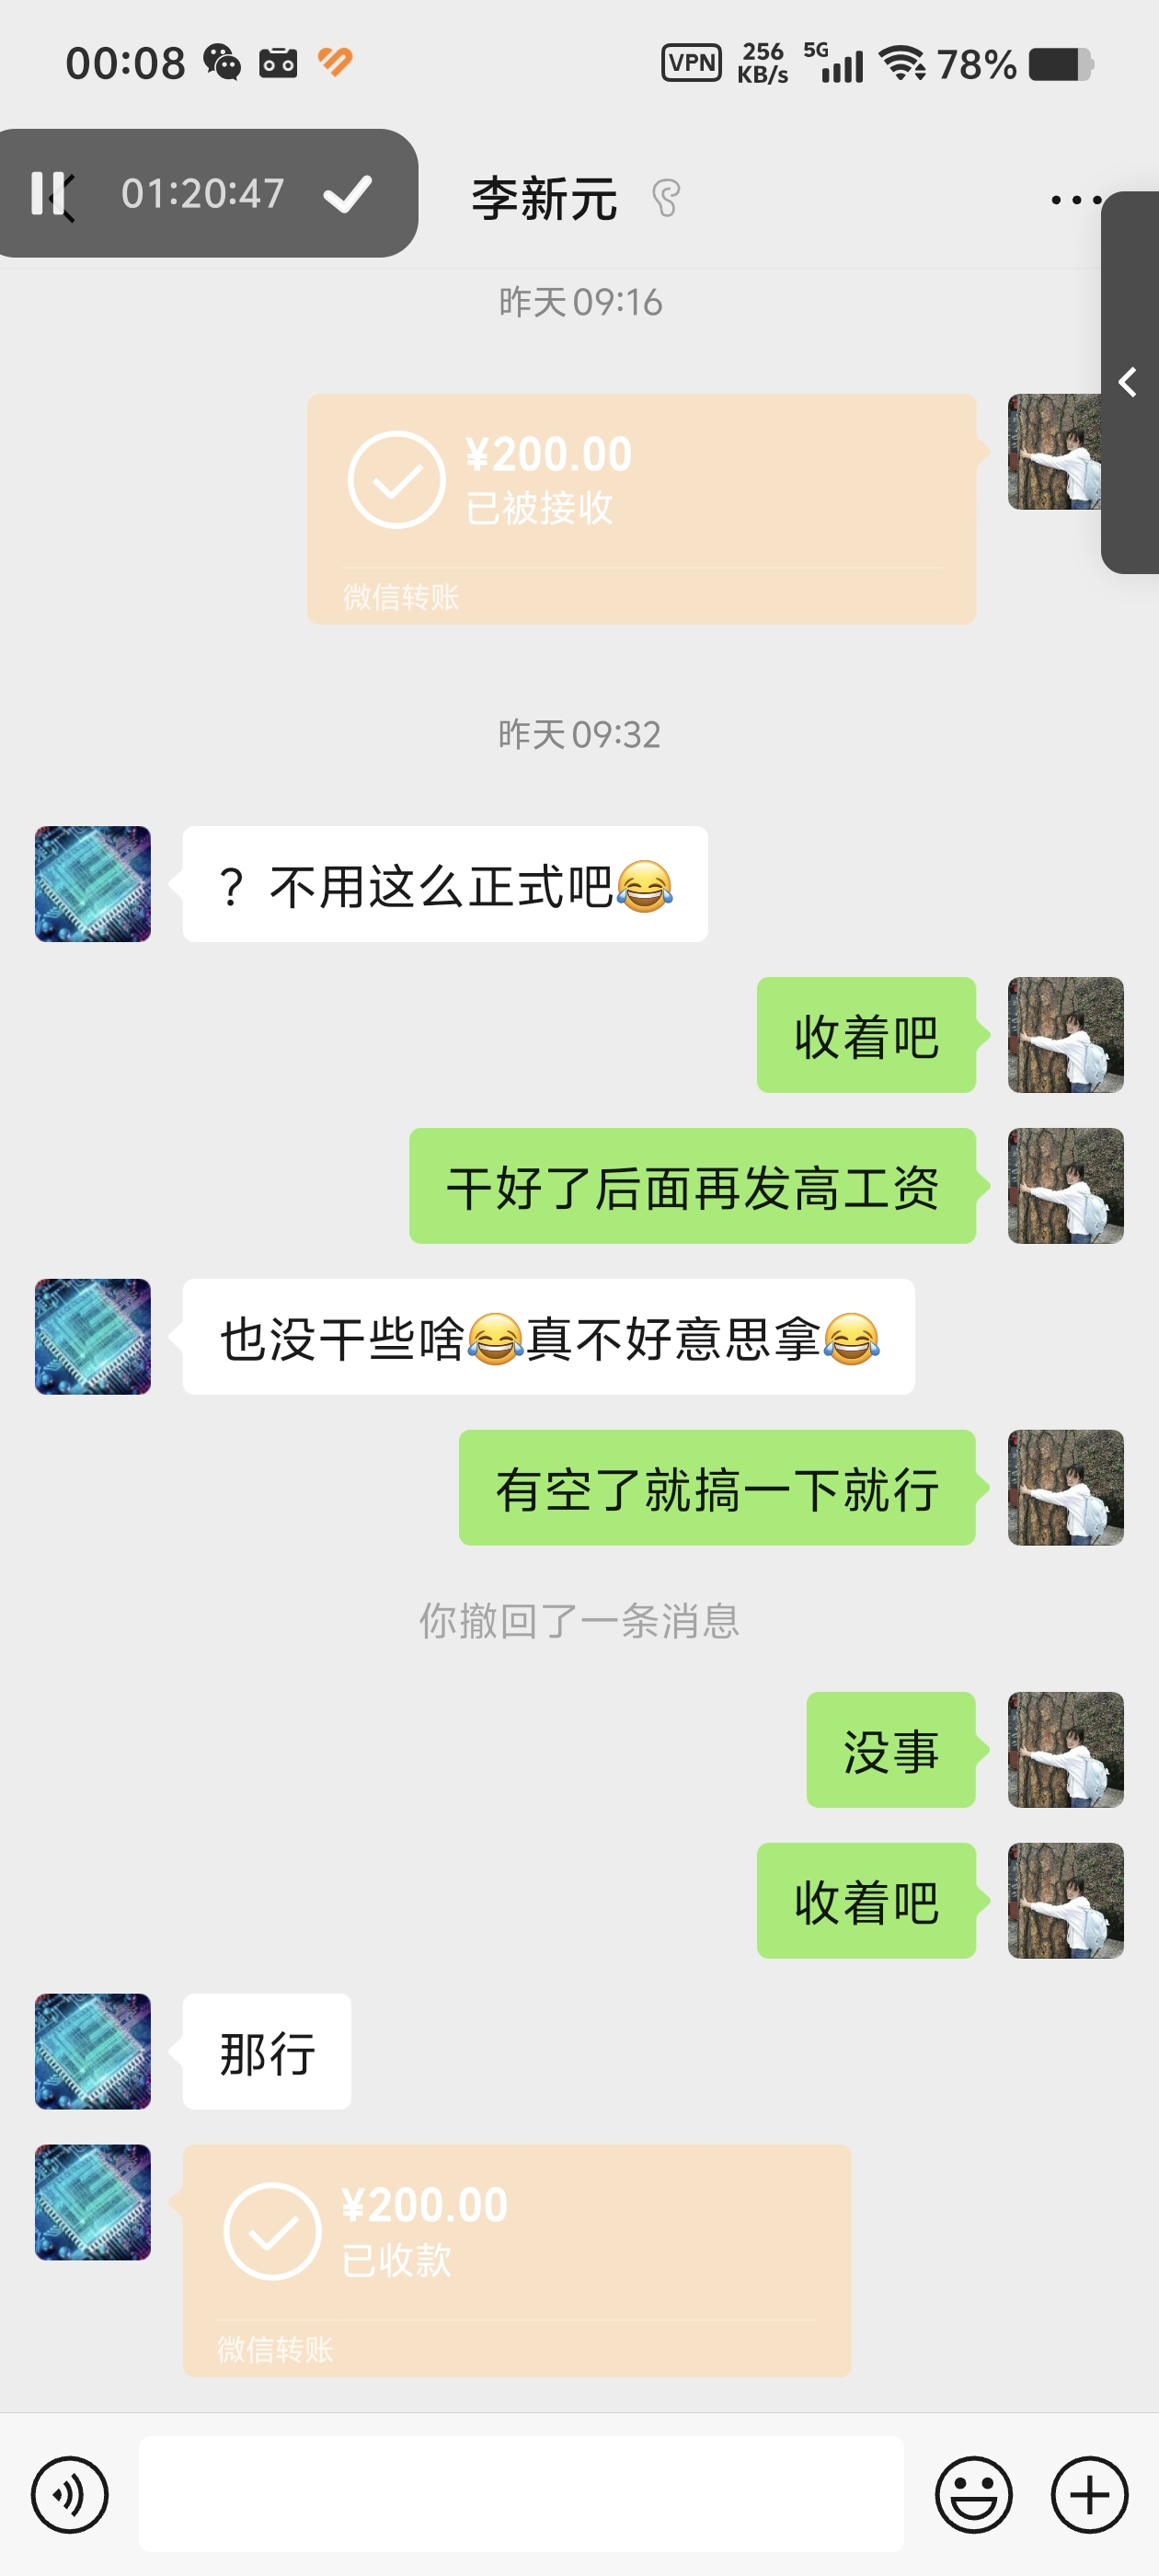 00:08
VPN
256
KB/s
5G
78%
01:20:47
李新元
昨天09:16
¥200.00
已被接收
微信转账
昨天09:32
？不用这么正式吧😂
收着吧
干好了后面再发高工资
也没干些啥😂真不好意思拿😂
有空了就搞一下就行
你撤回了一条消息
没事
收着吧
那行
¥200.00
已收款
微信转账